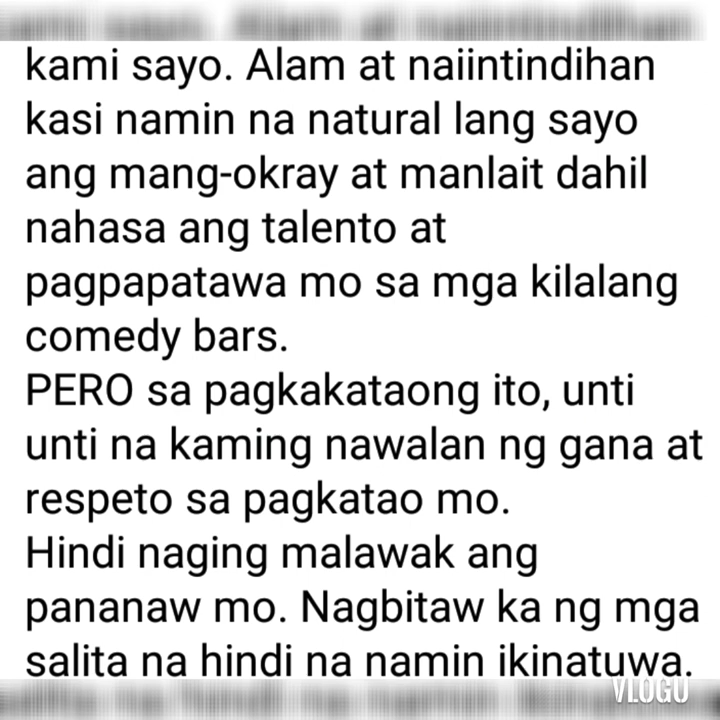 kami sayo. Alam at naiintindihan
kasi namin na natural lang sayo
ang mang-okray at manlait dahil
nahasa ang talento at
pagpapatawa mo sa mga kilalang
comedy bars.
PERO sa pagkakataong ito, unti
unti na kaming nawalan ng gana at
respeto sa pagkatao mo.
Hindi naging malawak ang
pananaw mo. Nagbitaw ka ng mga
salita na hindi na namin ikinatuwa.
VLOGU